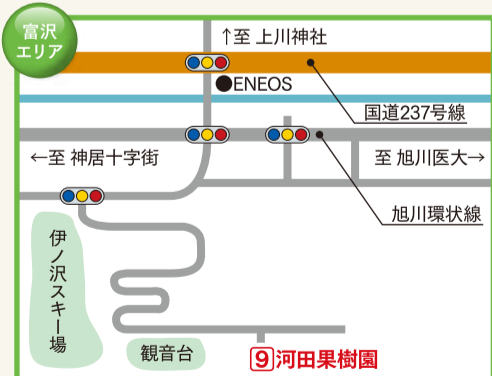 富沢
エリア
↑至 上川神社
●ENEOS
国道237号線
←至 神居十字街
至 旭川医大→
旭川環状線
伊ノ沢スキー場
観音台
9 河田果樹園